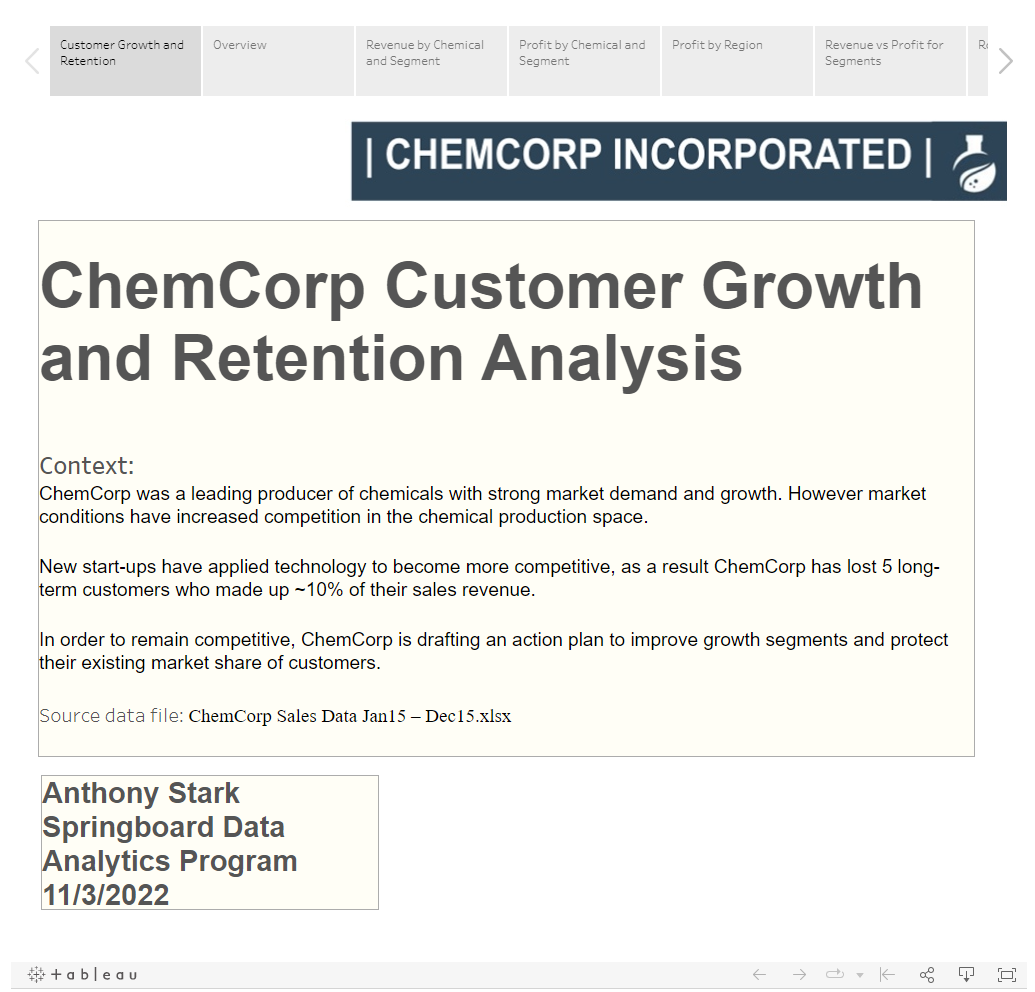 Customer Growth and
Retention
Overview
Revenue by Chemical
and Segment
Profit by Chemical and
Segment
Profit by Region
Revenue vs Profit for
Segments
| CHEMCORP INCORPORATED |
ChemCorp Customer Growth
and Retention Analysis
Context:
ChemCorp was a leading producer of chemicals with strong market demand and growth. However market
conditions have increased competition in the chemical production space.
New start-ups have applied technology to become more competitive, as a result ChemCorp has lost 5 long-
term customers who made up ~10% of their sales revenue.
In order to remain competitive, ChemCorp is drafting an action plan to improve growth segments and protect
their existing market share of customers.
Source data file: ChemCorp Sales Data Jan15 – Dec15.xlsx
Anthony Stark
Springboard Data
Analytics Program
11/3/2022
+ableau